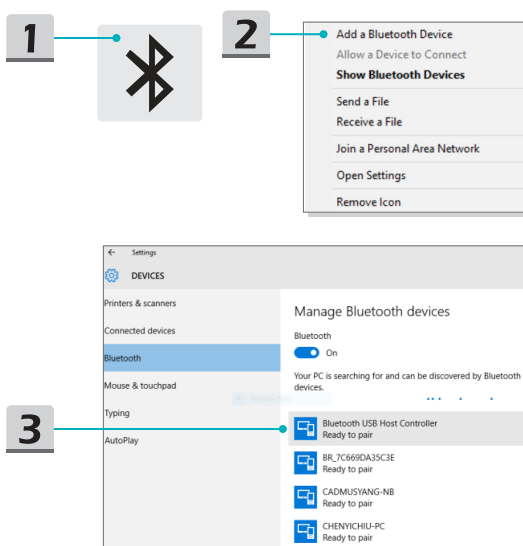 1
2
Add a Bluetooth Device
Allow a Device to Connect
Show Bluetooth Devices
Send a File
Receive a File
Join a Personal Area Network
Open Settings
Remove Icon
← Settings
DEVICES
Printers & scanners
Connected devices
Bluetooth
Mouse & touchpad
Typing
AutoPlay
Manage Bluetooth devices
Bluetooth
On
Your PC is searching for and can be discovered by Bluetooth
devices.
3
Bluetooth USB Host Controller
Ready to pair
BR_7C669DA35C3E
Ready to pair
CADMUSYANG-NB
Ready to pair
CHENYICHIU-PC
Ready to pair